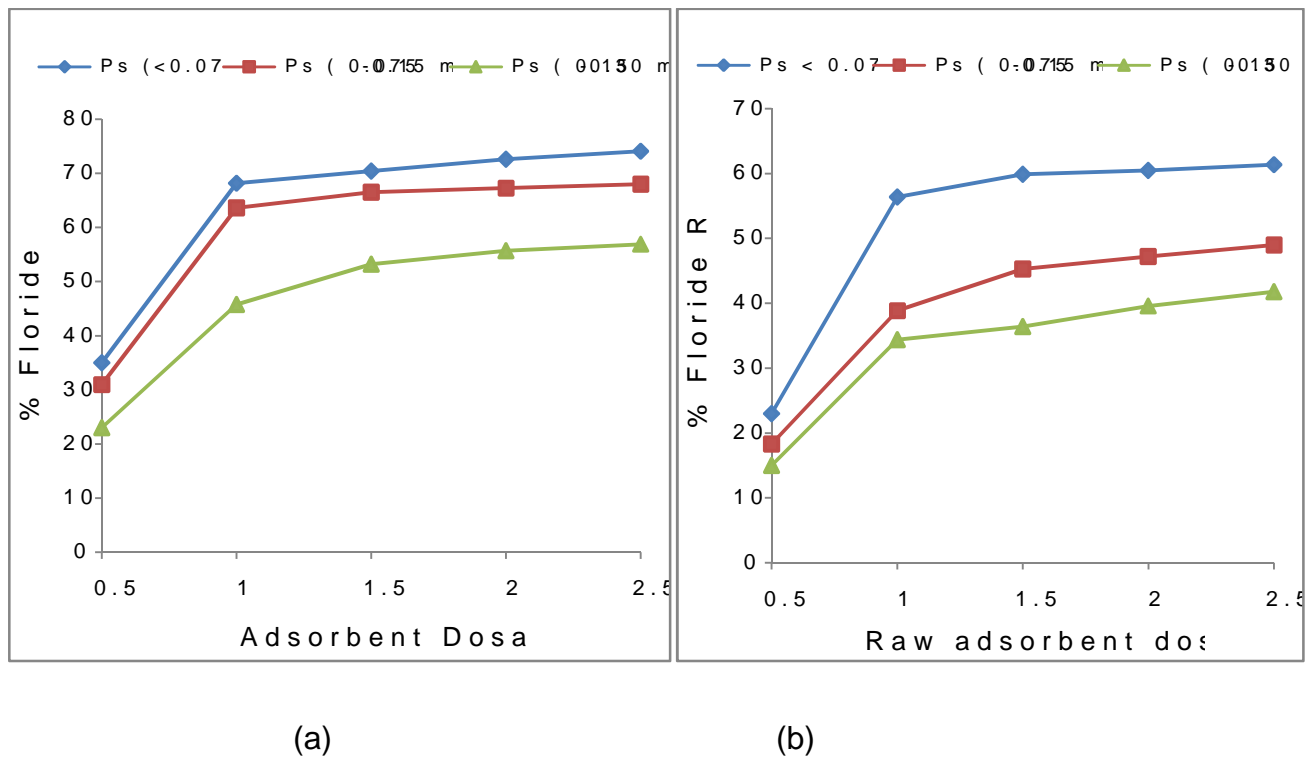 Ps (<0.07 Ps ( 0 m Ps (
80
70
60
50
40
30
20
10
0
0.5 1 1.5 2 2.5
% Floride
Adsorbent Dosa
Ps < 0.07 Ps ( 0 m Ps (
70
60
50
40
30
20
10
0
0.5 1 1.5 2 2.5
% Floride R
Raw adsorbent dos
(a) (b)